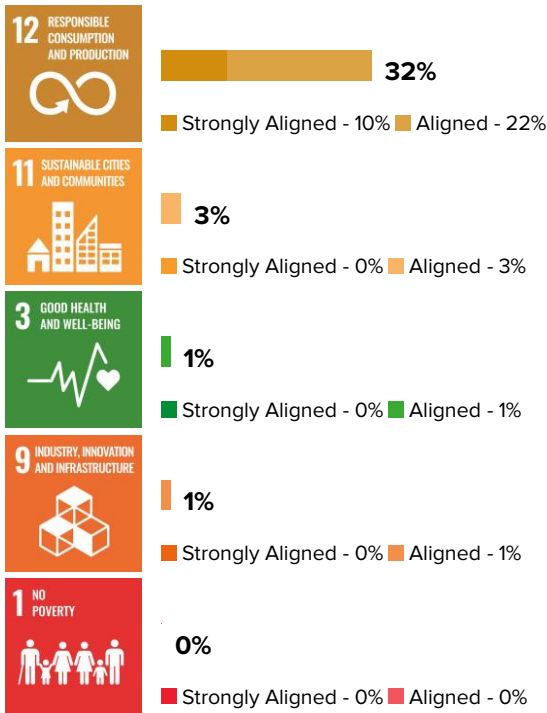 12 RESPONSIBLE
CONSUMPTION
AND PRODUCTION
32%
Strongly Aligned - 10% Aligned - 22%
11 SUSTAINABLE CITIES
AND COMMUNITIES
3%
Strongly Aligned - 0% Aligned - 3%
3 GOOD HEALTH
AND WELL-BEING
1%
Strongly Aligned - 0% Aligned - 1%
9 INDUSTRY, INNOVATION
AND INFRASTRUCTURE
1%
Strongly Aligned - 0% Aligned - 1%
1 NO
POVERTY
0%
Strongly Aligned - 0% Aligned - 0%